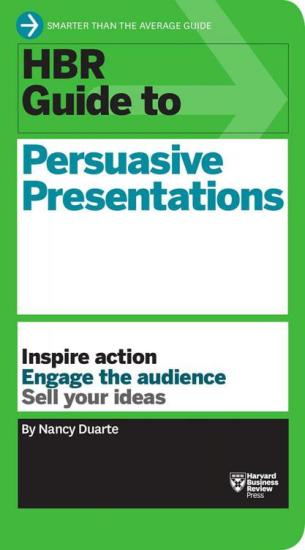 SMARTER THAN THE AVERAGE GUIDE
HBR
Guide to
Persuasive
Presentations
Inspire action
Engage the audience
Sell your ideas
By Nancy Duarte
Harvard
Business
Review
Press